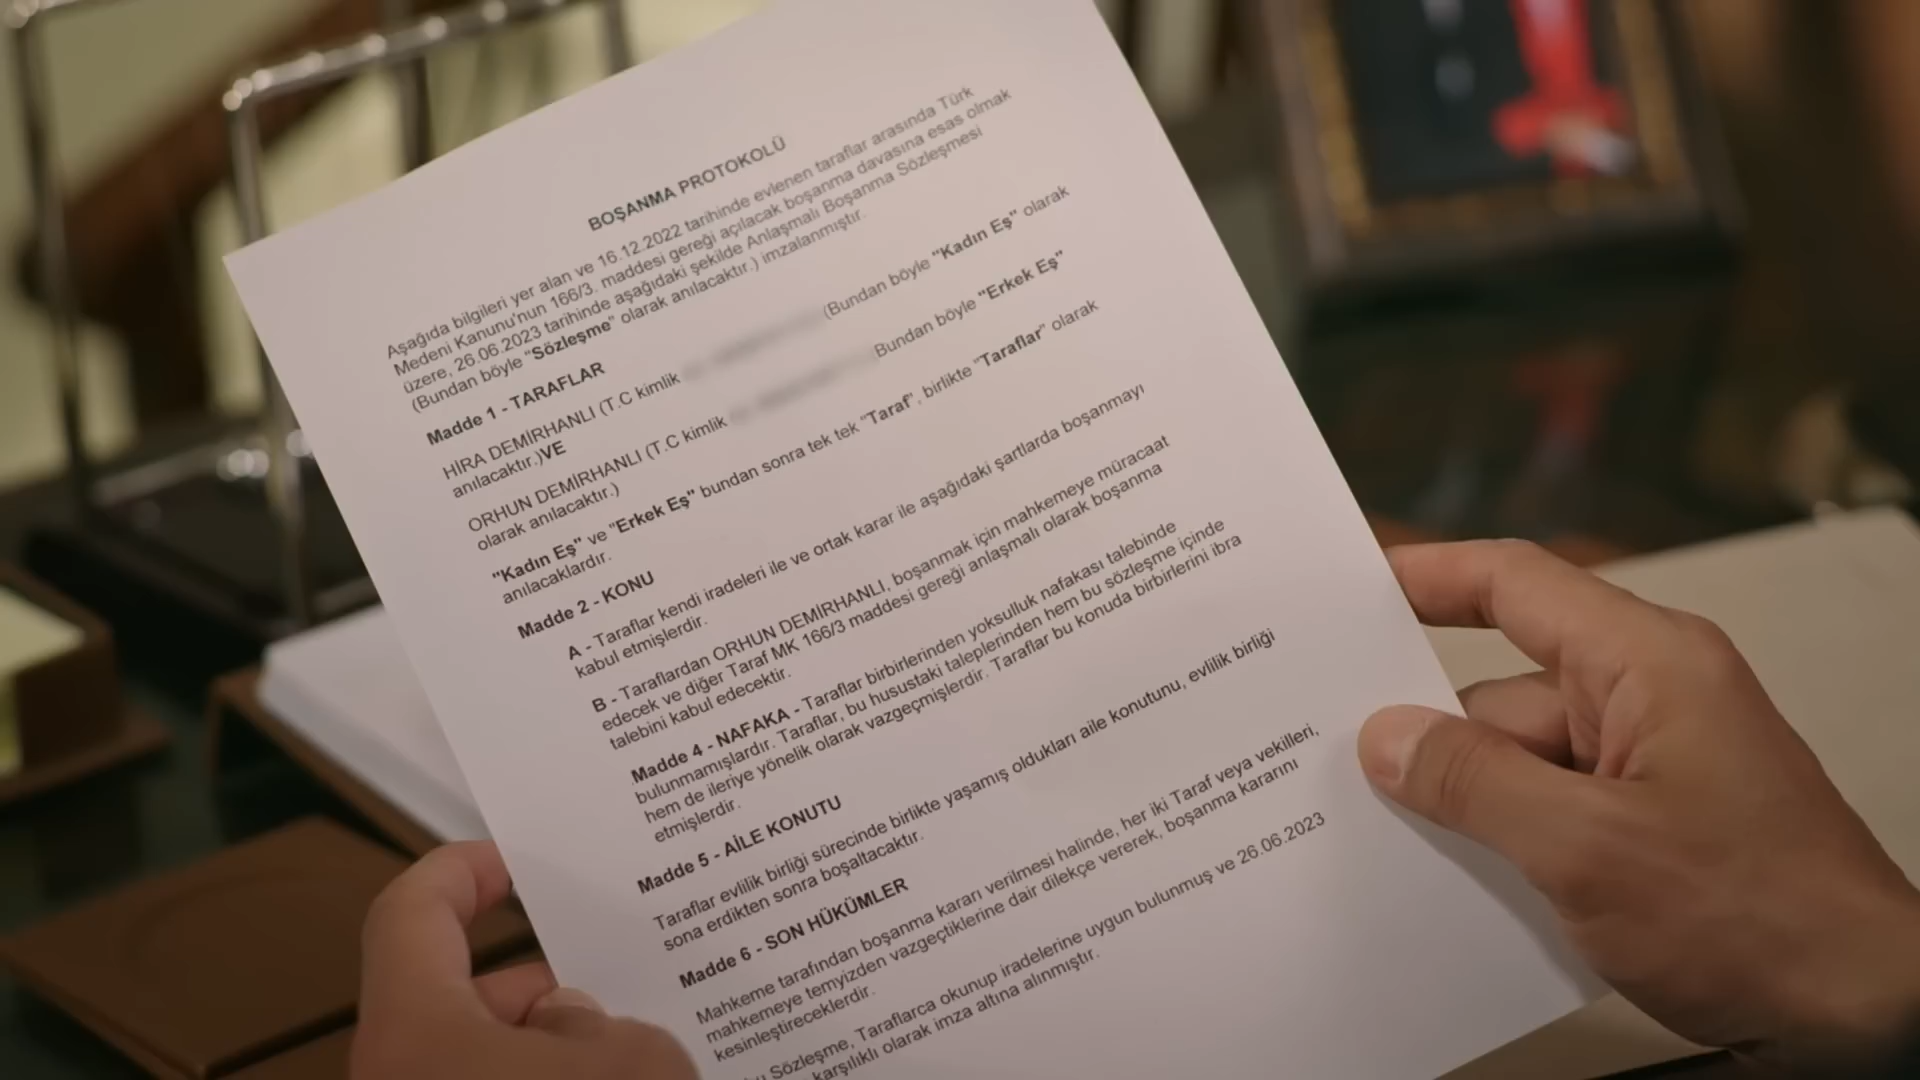 BOŞANMA PROTOKOLÜ
Aşağıda bilgileri yer alan ve 16.12.2022 tarihinde evlenen taraflar arasında Türk
Medeni Kanunu'nun 166/3. maddesi gereği açılacak boşanma davasına esas olmak
üzere, 26.06.2023 tarihinde aşağıdaki şekilde Anlaşmalı Boşanma Sözleşmesi
(Bundan böyle "Sözleşme" olarak anılacaktır.) imzalanmıştır.
Madde 1 - TARAFLAR
HİRA DEMİRHANLI (T.C kimlik (Bundan böyle "Kadın Eş" olarak
anılacaktır.)VE
ORHUN DEMİRHANLI (T.C kimlik Bundan böyle "Erkek Eş"
olarak anılacaktır.)
"Kadın Eş" ve "Erkek Eş" bundan sonra tek tek "Taraf", birlikte "Taraflar" olarak
anılacaklardır.
Madde 2 - KONU
A - Taraflar kendi iradeleri ile ve ortak karar ile aşağıdaki şartlarda boşanmayı
kabul etmişlerdir.
B - Taraflardan ORHUN DEMİRHANLI, boşanmak için mahkemeye müracaat
edecek ve diğer Taraf MK 166/3 maddesi gereği anlaşmalı olarak boşanma
talebini kabul edecektir.
Madde 4 - NAFAKA - Taraflar birbirlerinden yoksulluk nafakası talebinde
bulunmamışlardır. Taraflar, bu husustaki taleplerinden hem bu sözleşme içinde
hem de ileriye yönelik olarak vazgeçmişlerdir. Taraflar bu konuda birbirlerini ibra
etmişlerdir.
Madde 5 - AİLE KONUTU
Taraflar evlilik birliği sürecinde birlikte yaşamış oldukları aile konutunu, evlilik birliği
sona erdikten sonra boşaltacaktır.
Madde 6 - SON HÜKÜMLER
Mahkeme tarafından boşanma kararı verilmesi halinde, her iki Taraf veya vekilleri,
mahkemeye temyizden vazgeçtiklerine dair dilekçe vererek, boşanma kararını
kesinleştireceklerdir.
Sözleşme, Taraflarca okunup iradelerine uygun bulunmuş ve 26.06.2023
karşılıklı olarak imza altına alınmıştır.